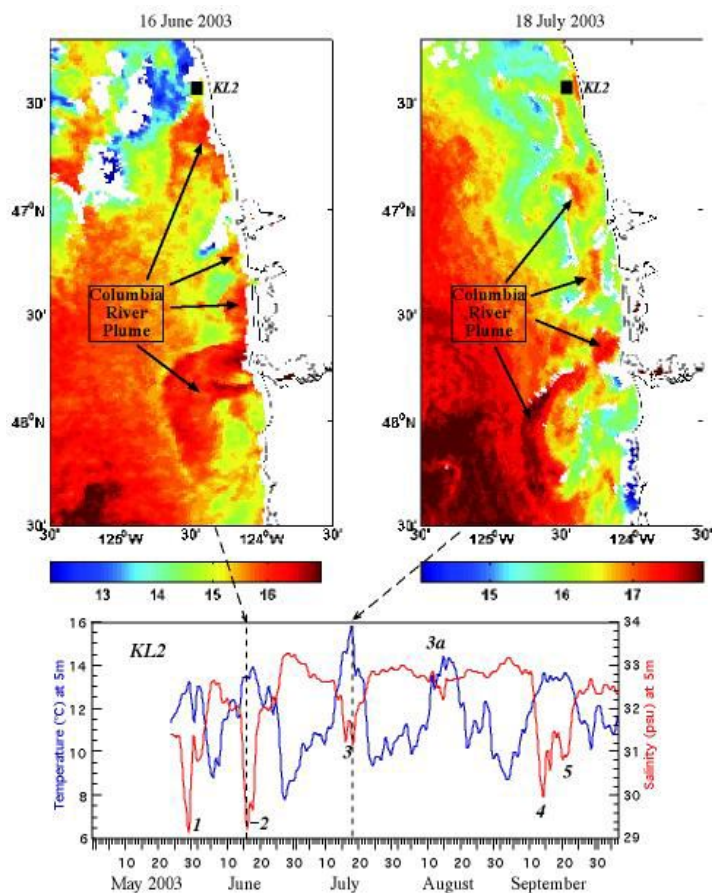 16 June 2003
18 July 2003
30'
KL2
47°N
Columbia
River
Plume
30'
48°N
30'
30'
125°W
30'
124°W
30'
30'
KL2
47°N
Columbia
River
Plume
30'
48°N
30'
30'
125°W
30'
124°W
30'
13 14 15 16
15 16 17
KL2
3a
1
2
3
4
5
Temperature (°C) at 5m
16
14
12
10
8
6
Salinity (psu) at 5m
34
33
32
31
30
29
10 20 30 10 20 30 10 20 30 10 20 30 10 20 30
May 2003 June July August September